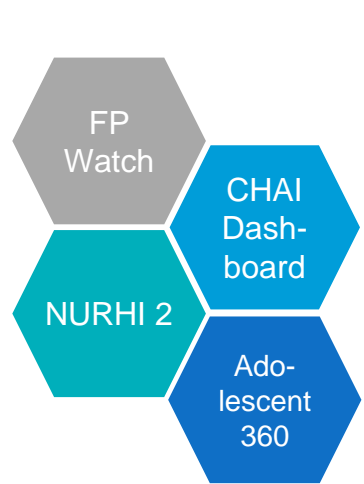 FP
Watch
CHAI
Dash-
board
NURHI 2
Ado-
lescent
360